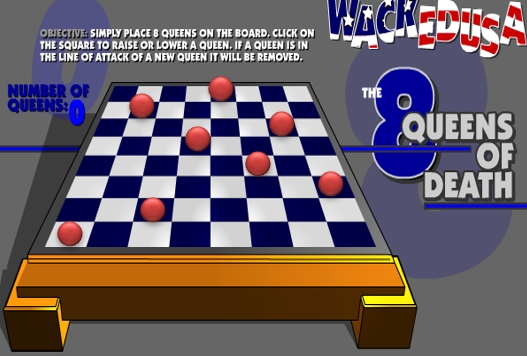 WACKEDUSA
OBJECTIVE: SIMPLY PLACE 8 QUEENS ON THE BOARD. CLICK ON
THE SQUARE TO RAISE OR LOWER A QUEEN. IF A QUEEN IS IN
THE LINE OF ATTACK OF A NEW QUEEN IT WILL BE REMOVED.
NUMBER OF
QUEENS: 0
THE 8
QUEENS
OF
DEATH